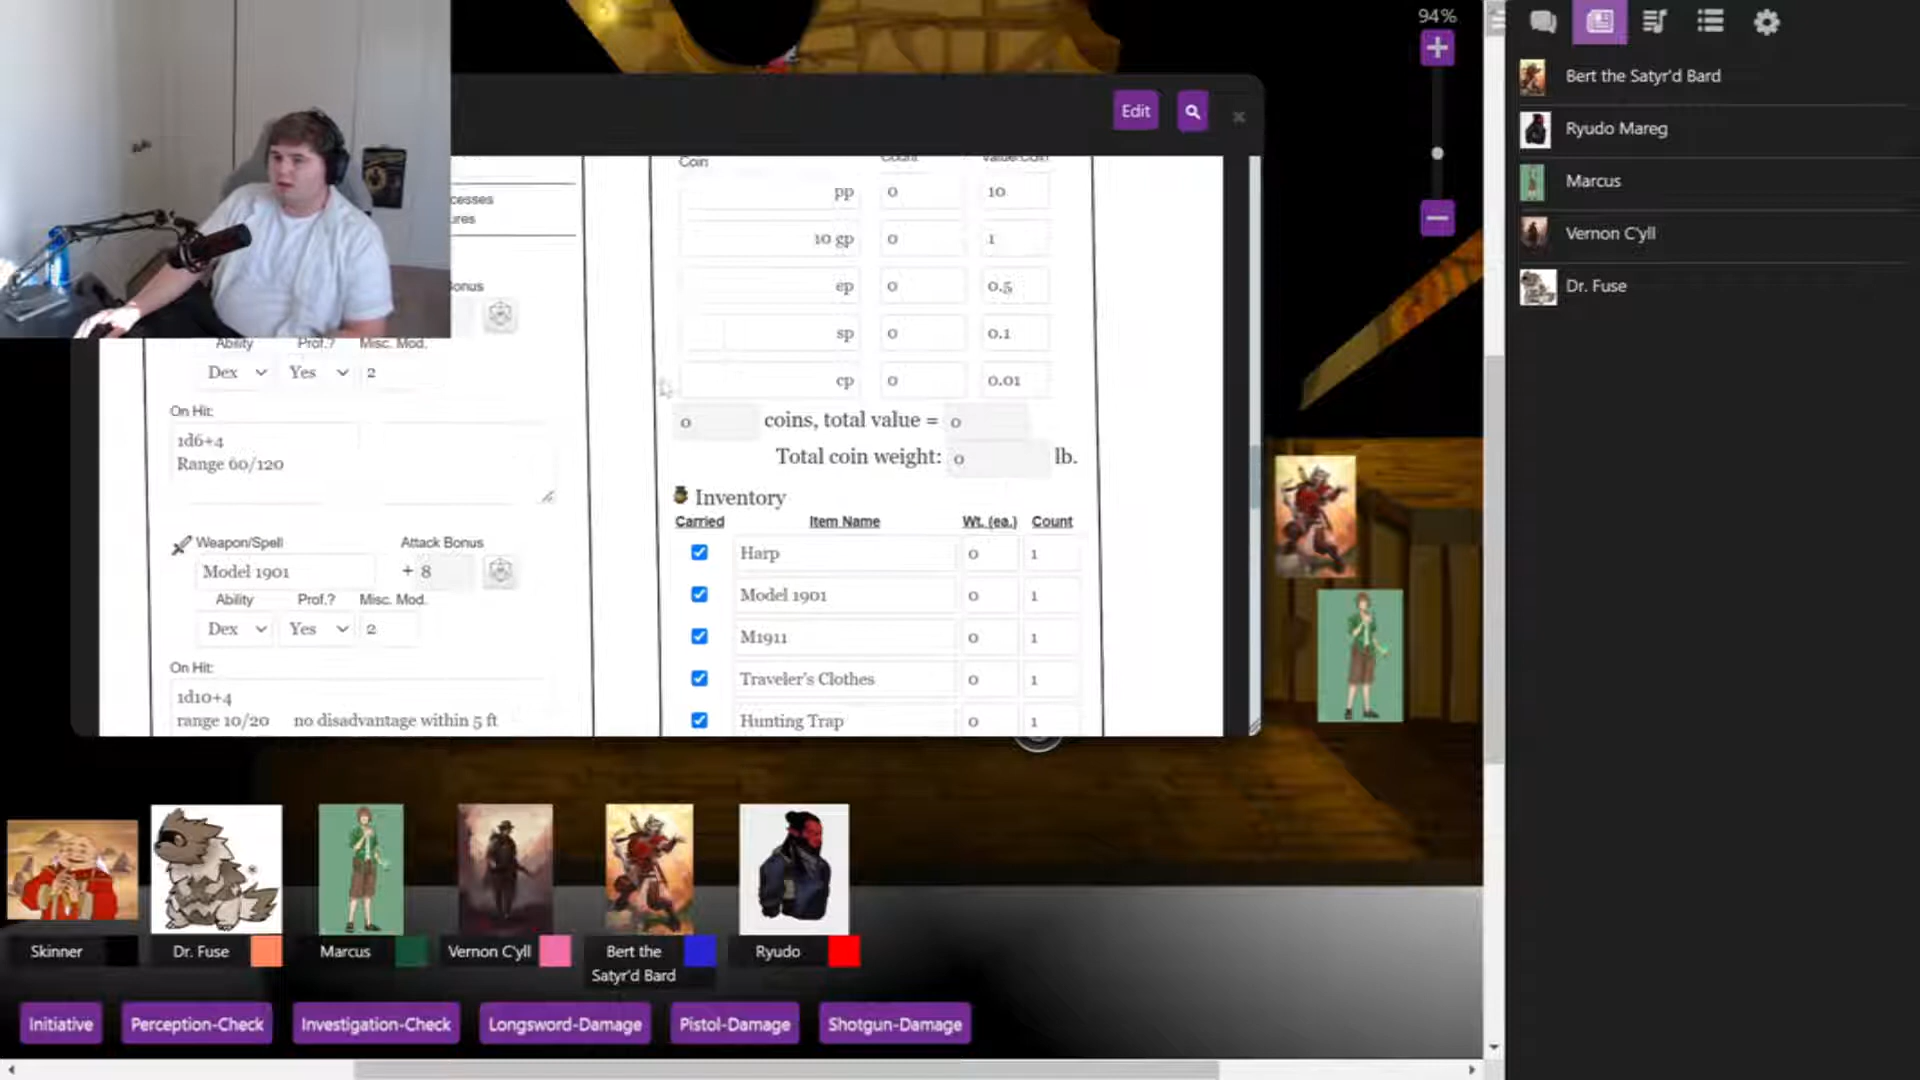 94%
Edit
Bert the Satyr'd Bard
Ryudo Mareg
Marcus
Vernon C'yll
Dr. Fuse
cesses
ures
onus
Ability Prof.? Misc. Mod.
Dex Yes 2
On Hit:
1d6+4
Range 60/120
Weapon/Spell Attack Bonus
Model 1901 + 8
Ability Prof.? Misc. Mod.
Dex Yes 2
On Hit:
1d10+4
range 10/20 no disadvantage within 5 ft
Coin Count Value/Coin
pp 0 10
10 gp 0 1
ep 0 0.5
sp 0 0.1
cp 0 0.01
0 coins, total value = 0
Total coin weight: 0 lb.
Inventory
Carried Item Name Wt. (ea.) Count
Harp 0 1
Model 1901 0 1
M1911 0 1
Traveler's Clothes 0 1
Hunting Trap 0 1
Skinner
Dr. Fuse
Marcus
Vernon C'yll
Bert the
Satyr'd Bard
Ryudo
Initiative
Perception-Check
Investigation-Check
Longsword-Damage
Pistol-Damage
Shotgun-Damage